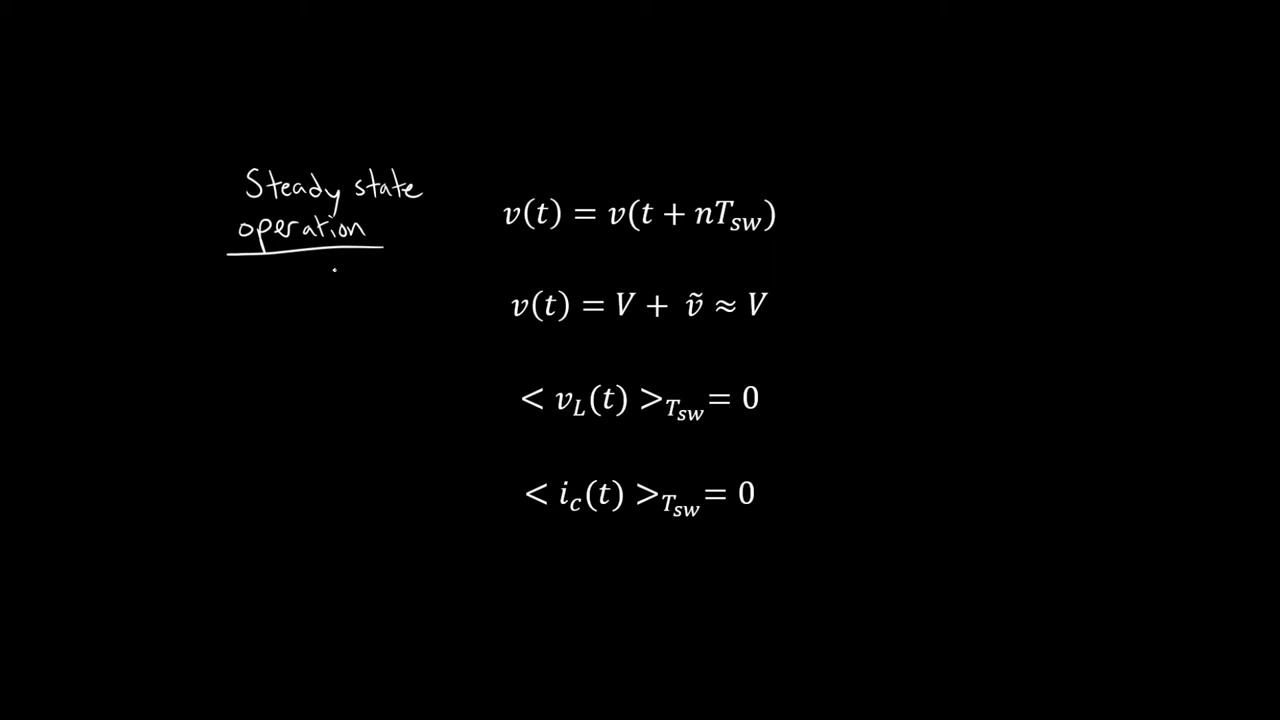 Steady state
operation
v(t) = v(t + nT_sw)
v(t) = V + ṽ ≈ V
< v_L(t) >_T_sw = 0
< i_c(t) >_T_sw = 0